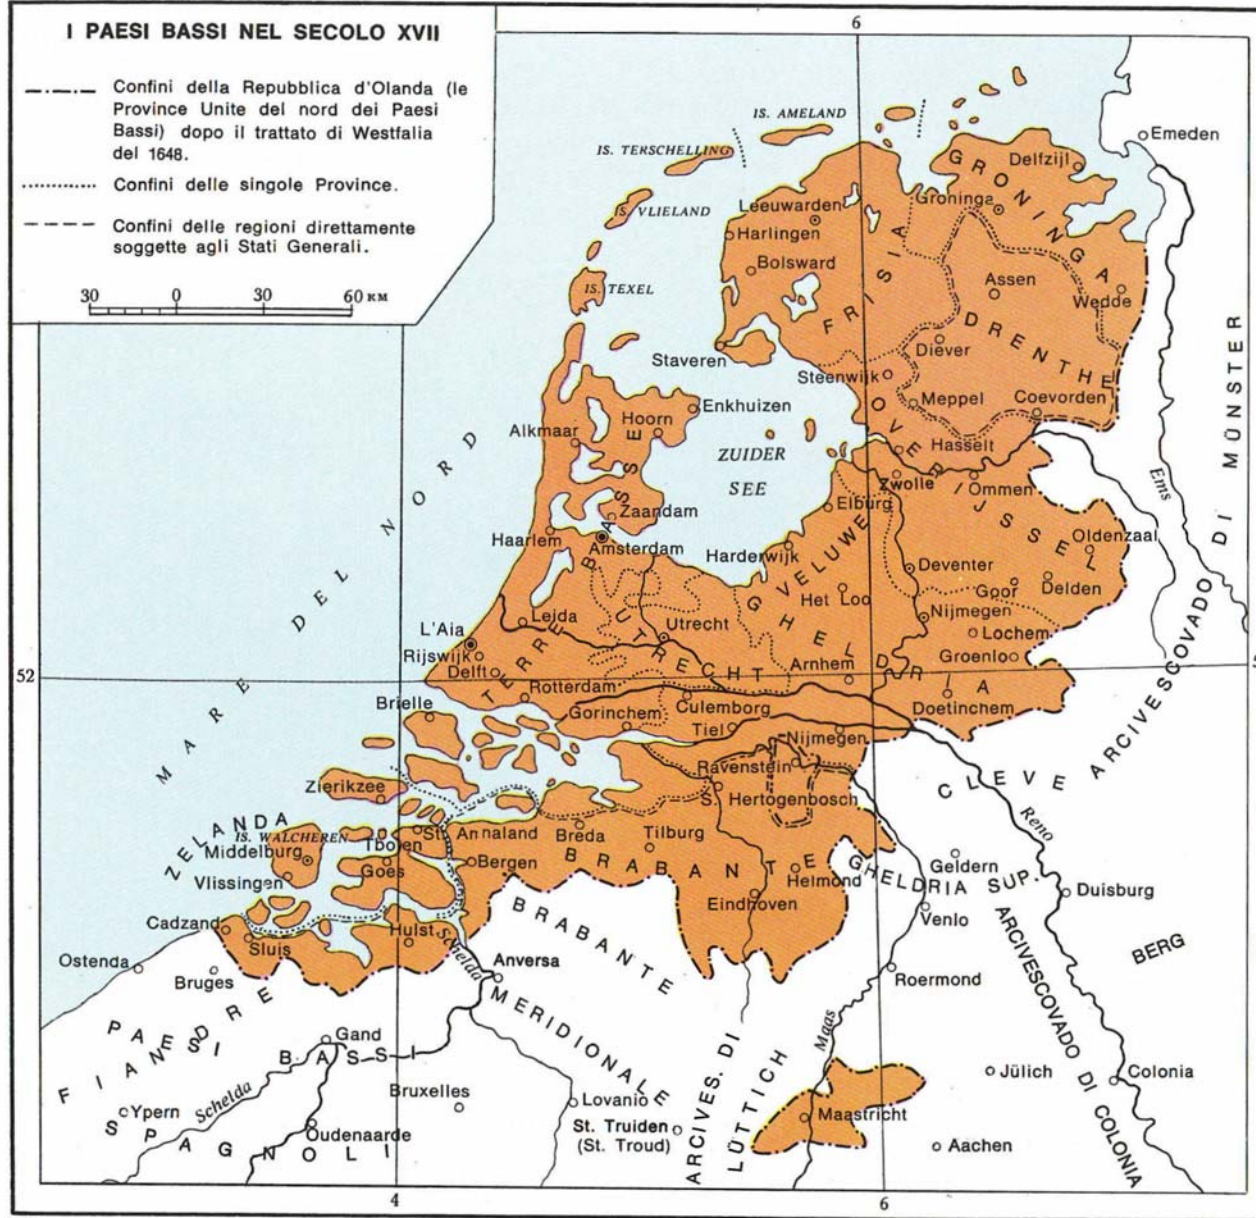 I PAESI BASSI NEL SECOLO XVII
Confini della Repubblica d'Olanda (le
Province Unite del nord dei Paesi
Bassi) dopo il trattato di Westfalia
del 1648.
Confini delle singole Province.
Confini delle regioni direttamente
soggette agli Stati Generali.
30 0 30 60 KM
6
IS. AMELAND
IS. TERSCHELLING
IS. VLIELAND
IS. TEXEL
Emeden
Delfzijl
GRONINGA
Groninga
Leeuwarden
Harlingen
Bolsward
FRISIA
Assen
Wedde
DRENTHE
Diever
Staveren
Steenwijk
Meppel
Coevorden
Enkhuizen
Hoorn
Alkmaar
OVERIJSSEL
Hasselt
ZUIDER
SEE
Zwolle
Ommen
Ems
ARCIVESCOVADO DI MÜNSTER
MARE DEL NORD
Zaandam
Elburg
Haarlem
Amsterdam
Harderwijk
VELUWE
Oldenzaal
Deventer
Het Loo
Goor
Delden
Nijmegen
Leida
UTRECHT
Utrecht
GHELDRIA
Lochem
L'Aia
Rijswijk
Groenlo
Delft
TERRE BASSE
Arnhem
52
5
Rotterdam
Culemborg
Doetinchem
Brielle
Gorinchem
Tiel
Nijmegen
Ravenstein
CLEVE
Zierikzee
S. Hertogenbosch
Reno
ZELANDA
IS. WALCHEREN
Tbolen
St. Annaland
Breda
Tilburg
Middelburg
Goes
Bergen
BRABANTE
Helmond
GHELDRIA SUP.
Geldern
Vlissingen
Eindhoven
Venlo
Duisburg
Cadzand
Sluis
Hulst
BRABANTE
MERIDIONALE
BERG
Ostenda
Bruges
Schelda
Anversa
Roermond
FIANDRE
PAESI
BASSI
SPAGNOLI
Gand
Maas
ARCIVESCOVADO DI COLONIA
Jülich
Colonia
Bruxelles
Lovanio
Ypern
Schelda
Oudenaarde
St. Truiden
(St. Troud)
ARCIVES. DI
LÜTTICH
Maastricht
Aachen
4
6